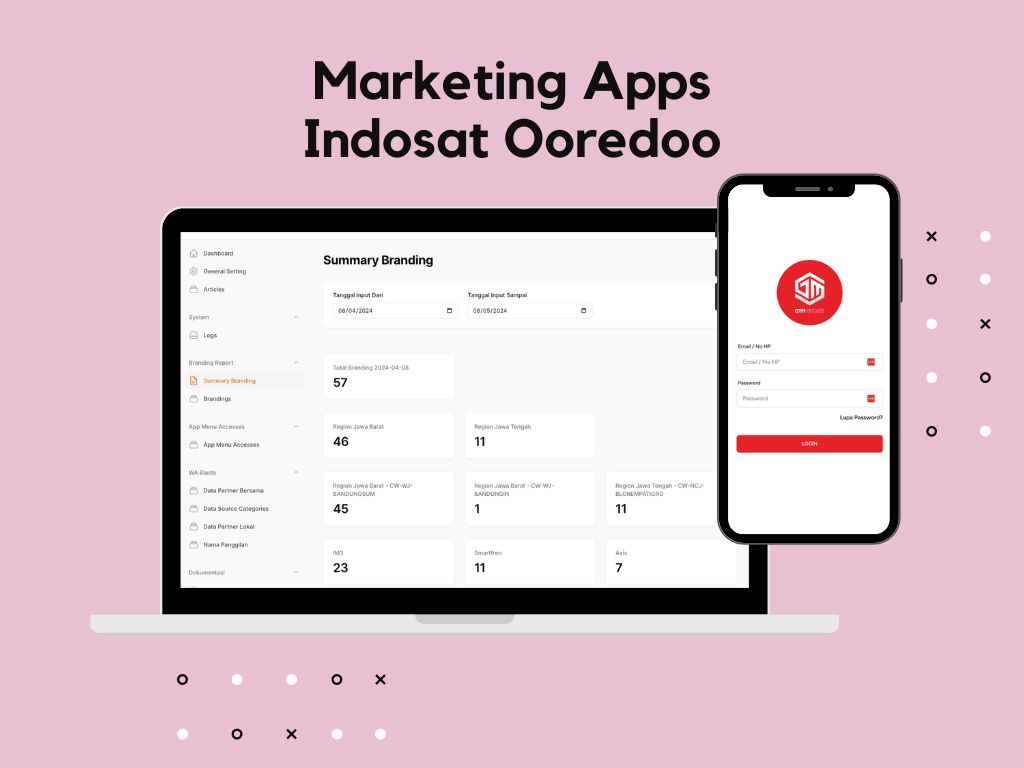 Marketing Apps
Indosat Ooredoo
Dashboard
General Setting
Articles
System
Logs
Branding Report
Summary Branding
Brandings
App Menu Accesses
App Menu Accesses
WA Blasts
Data Partner Bersama
Data Source Categories
Data Partner Lokal
Nama Panggilan
Dokumentasi
Summary Branding
Tanggal Input Dari
Tanggal Input Sampai
08/04/2024
08/05/2024
Total Branding 2024-04-08
57
Region Jawa Barat
46
Region Jawa Tengah
11
Region Jawa Barat - CW-WJ-
BANDUNGSUM
45
Region Jawa Barat - CW-WJ-
BANDUNGIN
1
Region Jawa Tengah - CW-NCJ-
BLOREMPATIGRO
11
IM3
23
Smartfren
11
Axis
7
Email / No HP
Email / No HP
Password
Password
Lupa Password?
LOGIN